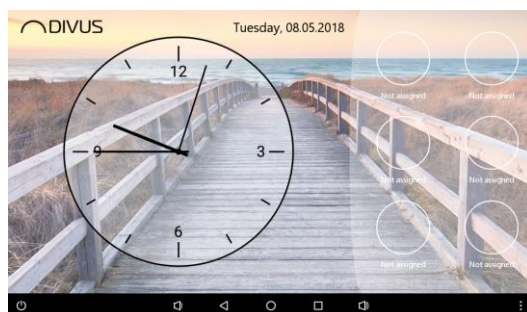 DIVUS
Tuesday, 08.05.2018
12
9
3
6
Not assigned
Not assigned
Not assigned
Not assigned
Not assigned
Not assigned